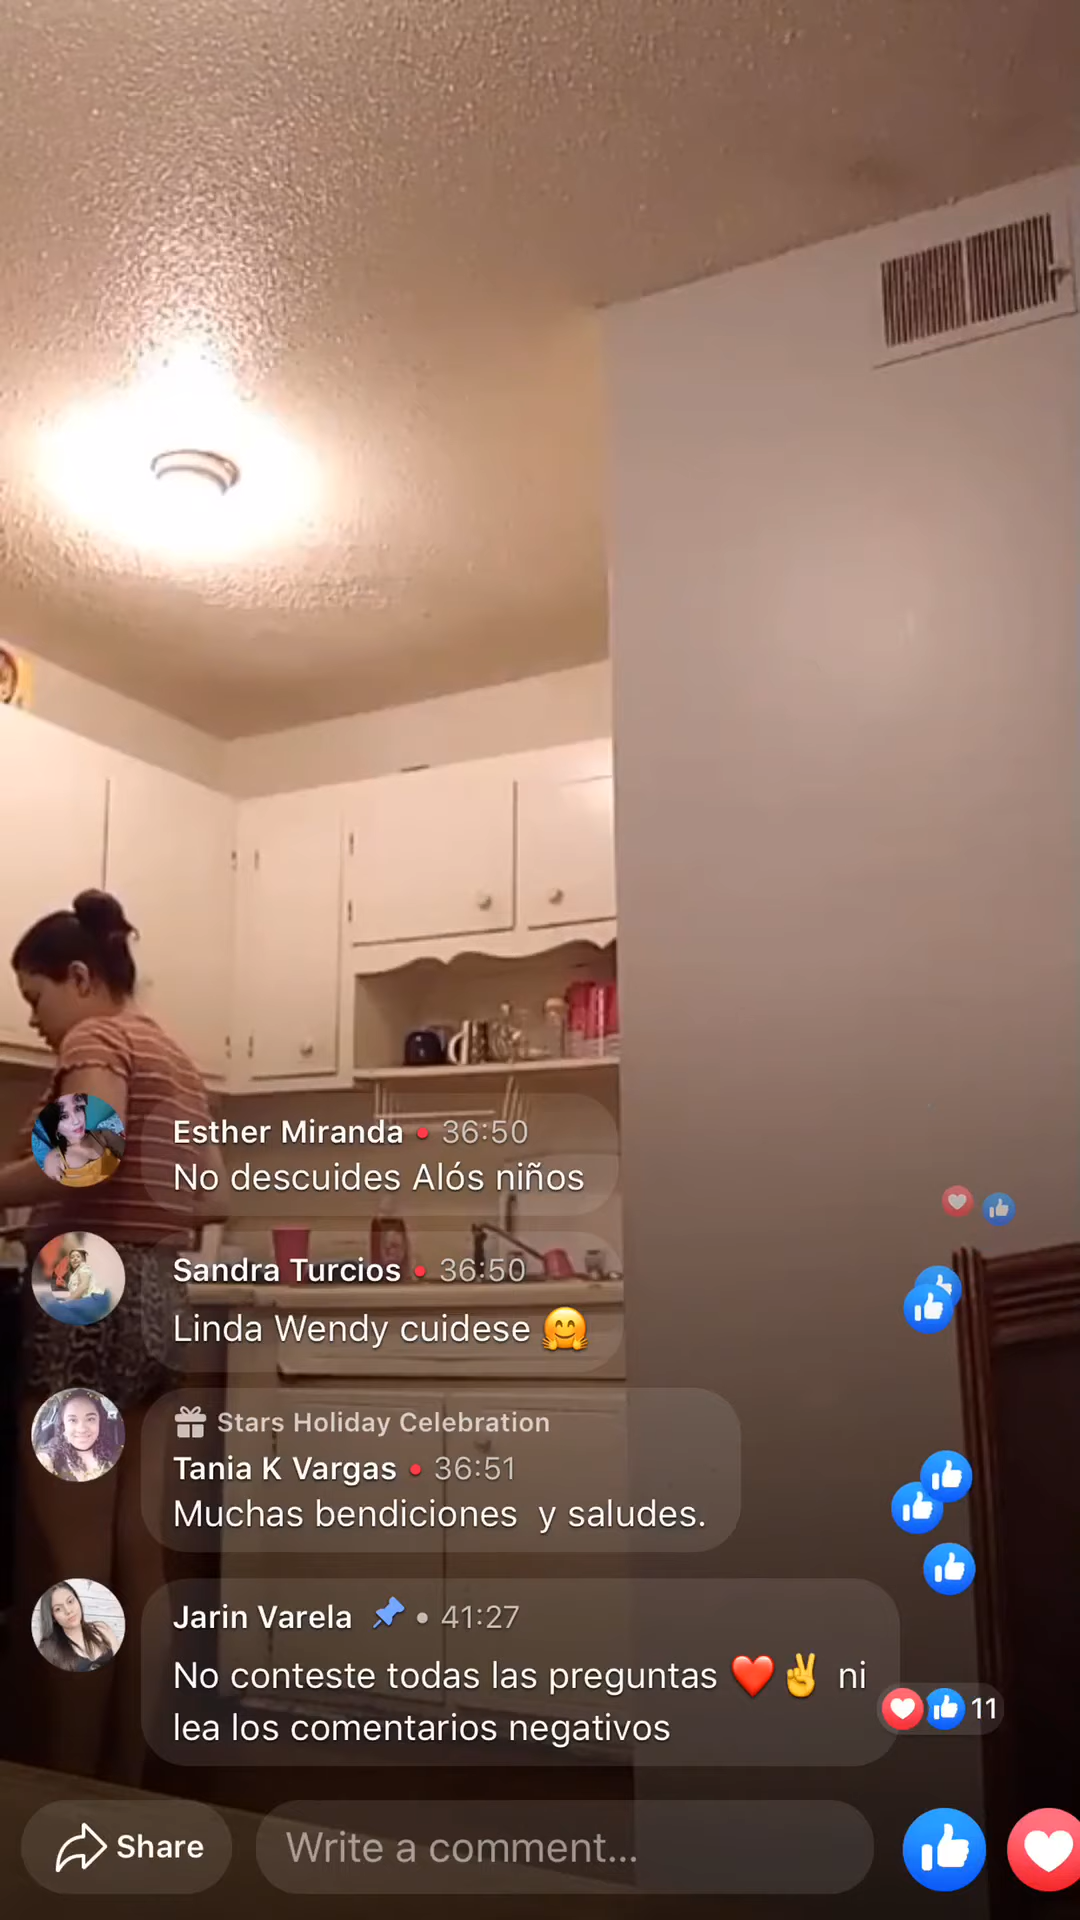 Esther Miranda • 36:50
No descuides Alós niños
Sandra Turcios • 36:50
Linda Wendy cuidese 🤗
Stars Holiday Celebration
Tania K Vargas • 36:51
Muchas bendiciones  y saludes.
Jarin Varela 📌 • 41:27
No conteste todas las preguntas ❤️✌️ ni
lea los comentarios negativos
11
Share
Write a comment...